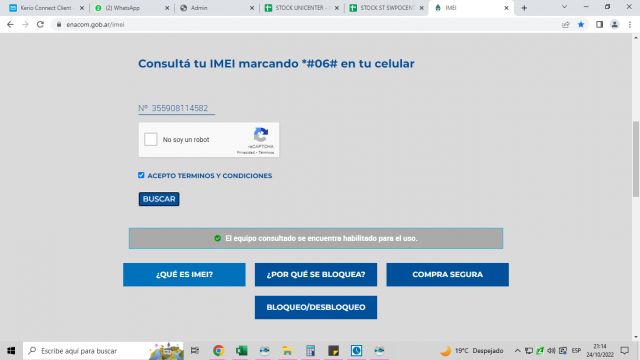 Kerio Connect Client
(2) WhatsApp
Admin
STOCK UNICENTER -
STOCK ST SWPOCENT
IMEI
enacom.gob.ar/imei
Consultá tu IMEI marcando *#06# en tu celular
Nº 355908114582
No soy un robot
reCAPTCHA
Privacidad - Términos
ACEPTO TERMINOS Y CONDICIONES
BUSCAR
El equipo consultado se encuentra habilitado para el uso.
¿QUÉ ES IMEI?
¿POR QUÉ SE BLOQUEA?
COMPRA SEGURA
BLOQUEO/DESBLOQUEO
Escribe aquí para buscar
19°C Despejado
ESP
21:14
24/10/2022